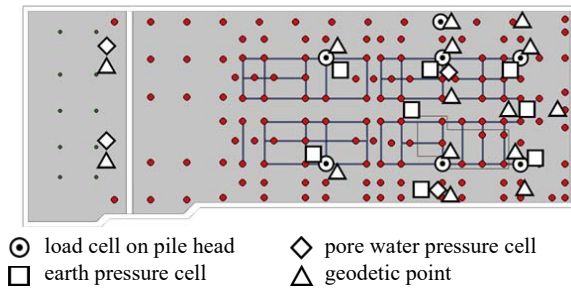 load cell on pile head
pore water pressure cell
earth pressure cell
geodetic point